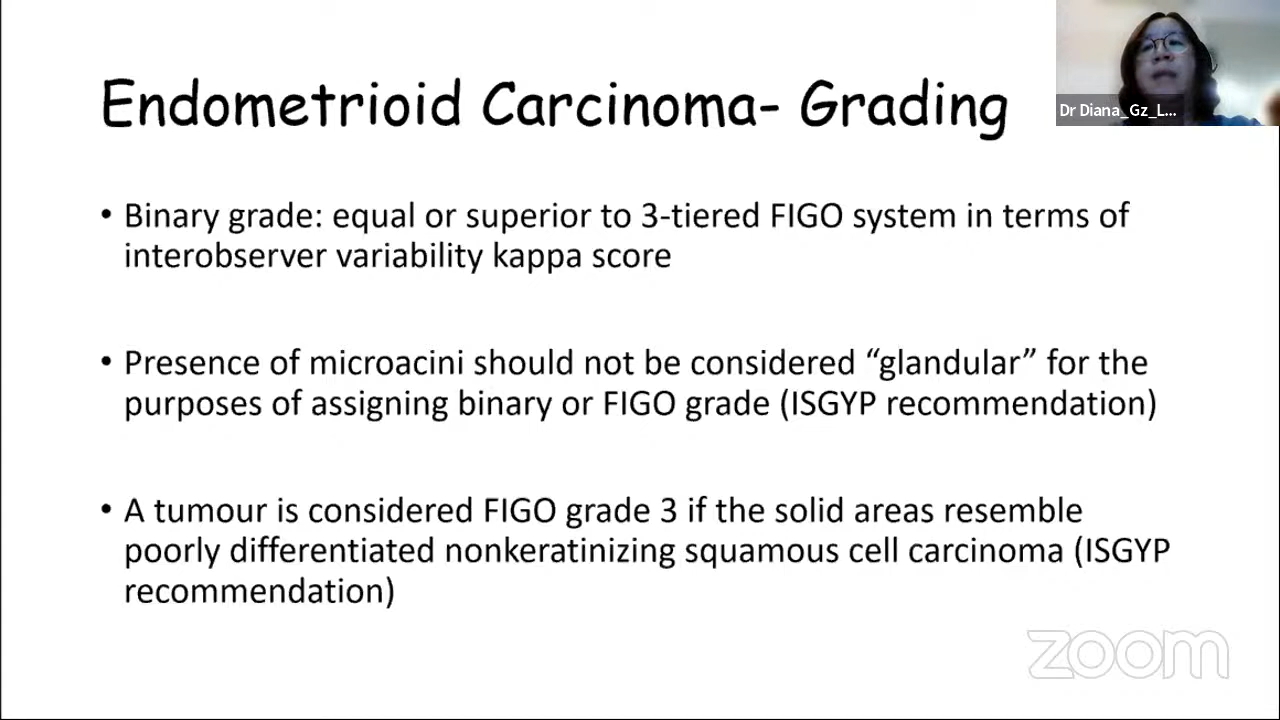 Endometrioid Carcinoma- Grading
Dr Diana_Gz_L...
• Binary grade: equal or superior to 3-tiered FIGO system in terms of
interobserver variability kappa score
• Presence of microacini should not be considered “glandular” for the
purposes of assigning binary or FIGO grade (ISGYP recommendation)
• A tumour is considered FIGO grade 3 if the solid areas resemble
poorly differentiated nonkeratinizing squamous cell carcinoma (ISGYP
recommendation)
zoom